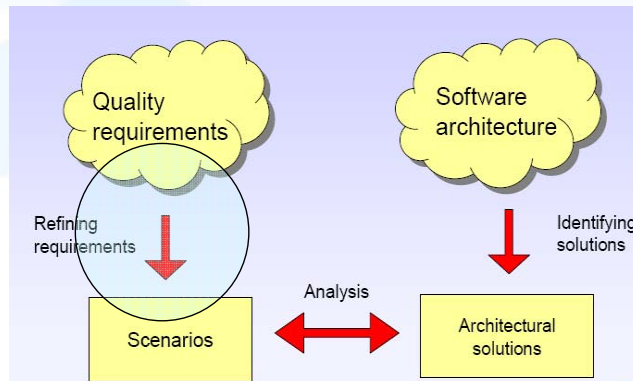 Quality
requirements
Software
architecture
Refining
requirements
Identifying
solutions
Analysis
Scenarios
Architectural
solutions